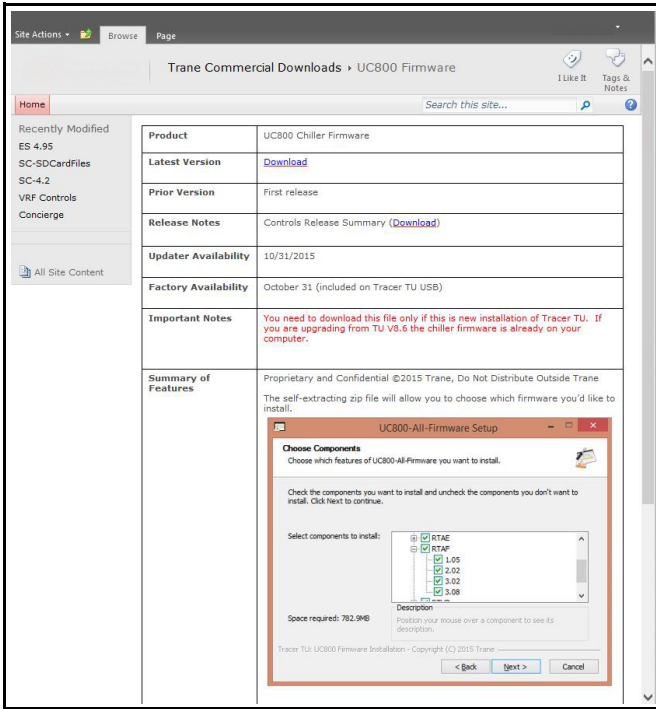 Site Actions
Browse
Page
Trane Commercial Downloads › UC800 Firmware
I Like It
Tags &
Notes
Home
Search this site...
Recently Modified
ES 4.95
SC-SDCardFiles
SC-4.2
VRF Controls
Concierge
All Site Content
Product
UC800 Chiller Firmware
Latest Version
Download
Prior Version
First release
Release Notes
Controls Release Summary (Download)
Updater Availability
10/31/2015
Factory Availability
October 31 (included on Tracer TU USB)
Important Notes
You need to download this file only if this is new installation of Tracer TU. If
you are upgrading from TU V8.6 the chiller firmware is already on your
computer.
Summary of
Features
Proprietary and Confidential ©2015 Trane, Do Not Distribute Outside Trane
The self-extracting zip file will allow you to choose which firmware you'd like to
install.
UC800-All-Firmware Setup
Choose Components
Choose which features of UC800-All-Firmware you want to install.
Check the components you want to install and uncheck the components you don't want to
install. Click Next to continue.
Select components to install:
RTAE
RTAF
1.05
2.02
3.02
3.08
Space required: 782.9MB
Description
Position your mouse over a component to see its
description.
Tracer TU: UC800 Firmware Installation - Copyright (C) 2015 Trane
< Back
Next >
Cancel